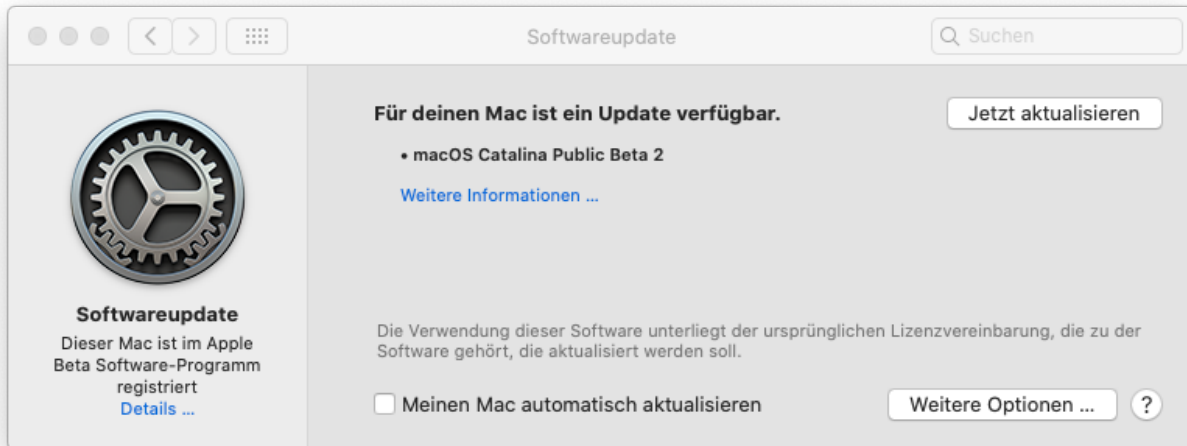 Softwareupdate
Suchen
Für deinen Mac ist ein Update verfügbar.
Jetzt aktualisieren
• macOS Catalina Public Beta 2
Weitere Informationen ...
Softwareupdate
Dieser Mac ist im Apple
Beta Software-Programm
registriert
Details ...
Die Verwendung dieser Software unterliegt der ursprünglichen Lizenzvereinbarung, die zu der
Software gehört, die aktualisiert werden soll.
Meinen Mac automatisch aktualisieren
Weitere Optionen ...
?